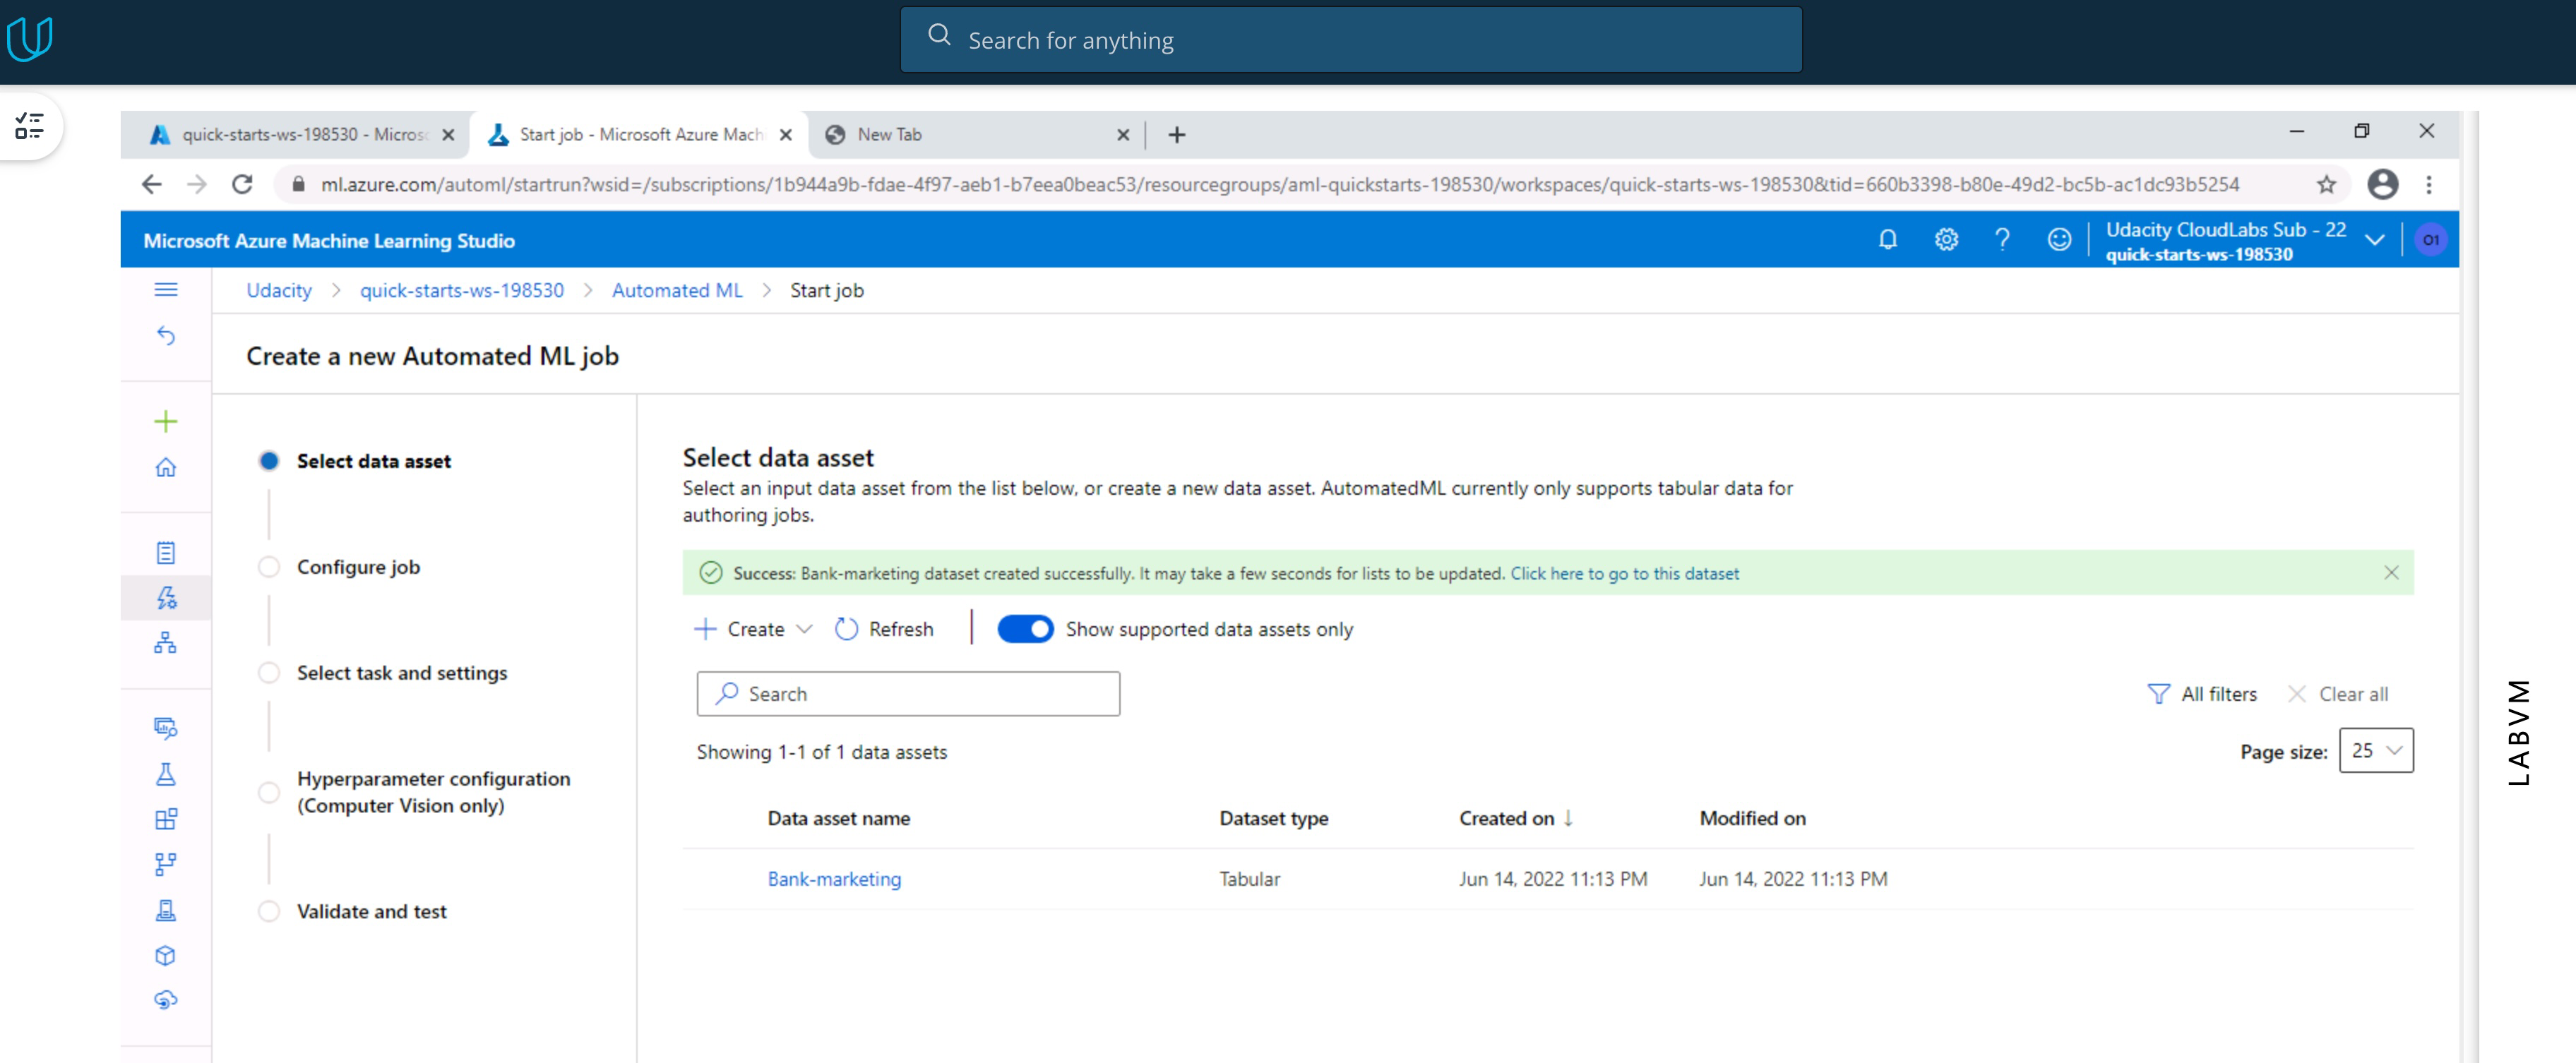 Search for anything
quick-starts-ws-198530 - Micros
Start job - Microsoft Azure Mach
New Tab
ml.azure.com/automl/startrun?wsid=/subscriptions/1b944a9b-fdae-4f97-aeb1-b7eea0beac53/resourcegroups/aml-quickstarts-198530/workspaces/quick-starts-ws-198530&tid=660b3398-b80e-49d2-bc5b-ac1dc93b5254
Microsoft Azure Machine Learning Studio
Udacity CloudLabs Sub - 22
quick-starts-ws-198530
O1
Udacity > quick-starts-ws-198530 > Automated ML > Start job
Create a new Automated ML job
Select data asset
Configure job
Select task and settings
Hyperparameter configuration
(Computer Vision only)
Validate and test
Select data asset
Select an input data asset from the list below, or create a new data asset. AutomatedML currently only supports tabular data for
authoring jobs.
Success: Bank-marketing dataset created successfully. It may take a few seconds for lists to be updated. Click here to go to this dataset
Create Refresh Show supported data assets only
Search
All filters Clear all
Showing 1-1 of 1 data assets
Page size: 25
Data asset name Dataset type Created on ↓ Modified on
Bank-marketing Tabular Jun 14, 2022 11:13 PM Jun 14, 2022 11:13 PM
LABVM